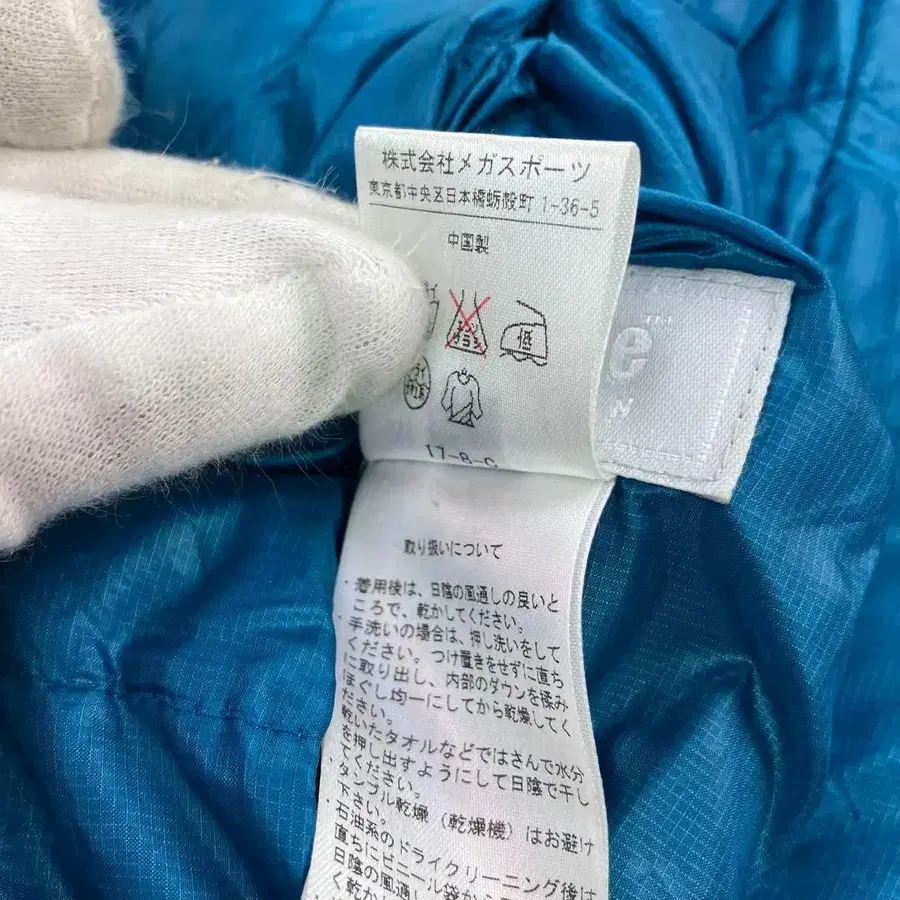 株式会社メガスポーツ
東京都中央区日本橋蛎殻町 1-36-5
中国製
低
17-8-C
e
N
取り扱いについて
・着用後は、日陰の風通しの良いと
ころで、乾かしてください。
・手洗いの場合は、押し洗いをして
ください。つけ置きをせずに直ち
に取り出し、内部のダウンを揉み
ほぐし均一にしてから乾燥してく
ださい。
乾いたタオルなどではさんで水分
を押し出すようにして日陰で干し
てください。
・タンブル乾燥（乾燥機）はお避け
下さい。
・石油系のドライクリーニング後は
直ちにビニール袋から
日陰の風通し